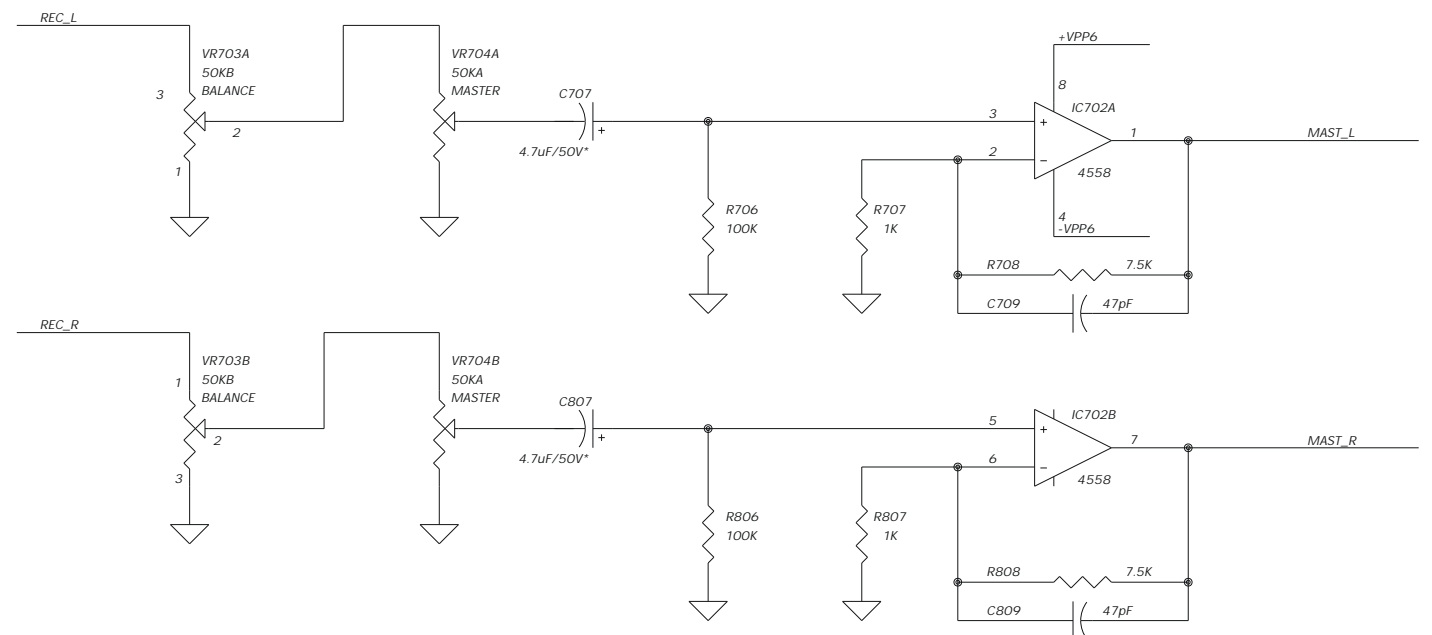 REC_L
VR703A
50KB
BALANCE
3
2
1
VR704A
50KA
MASTER
C707
+
4.7uF/50V*
R706
100K
R707
1K
3
2
+VPP6
8
IC702A
+
−
4558
1
MAST_L
4
-VPP6
R708
7.5K
C709
47pF
REC_R
VR703B
50KB
BALANCE
1
2
3
VR704B
50KA
MASTER
C807
+
4.7uF/50V*
R806
100K
R807
1K
5
6
IC702B
+
−
4558
7
MAST_R
R808
7.5K
C809
47pF